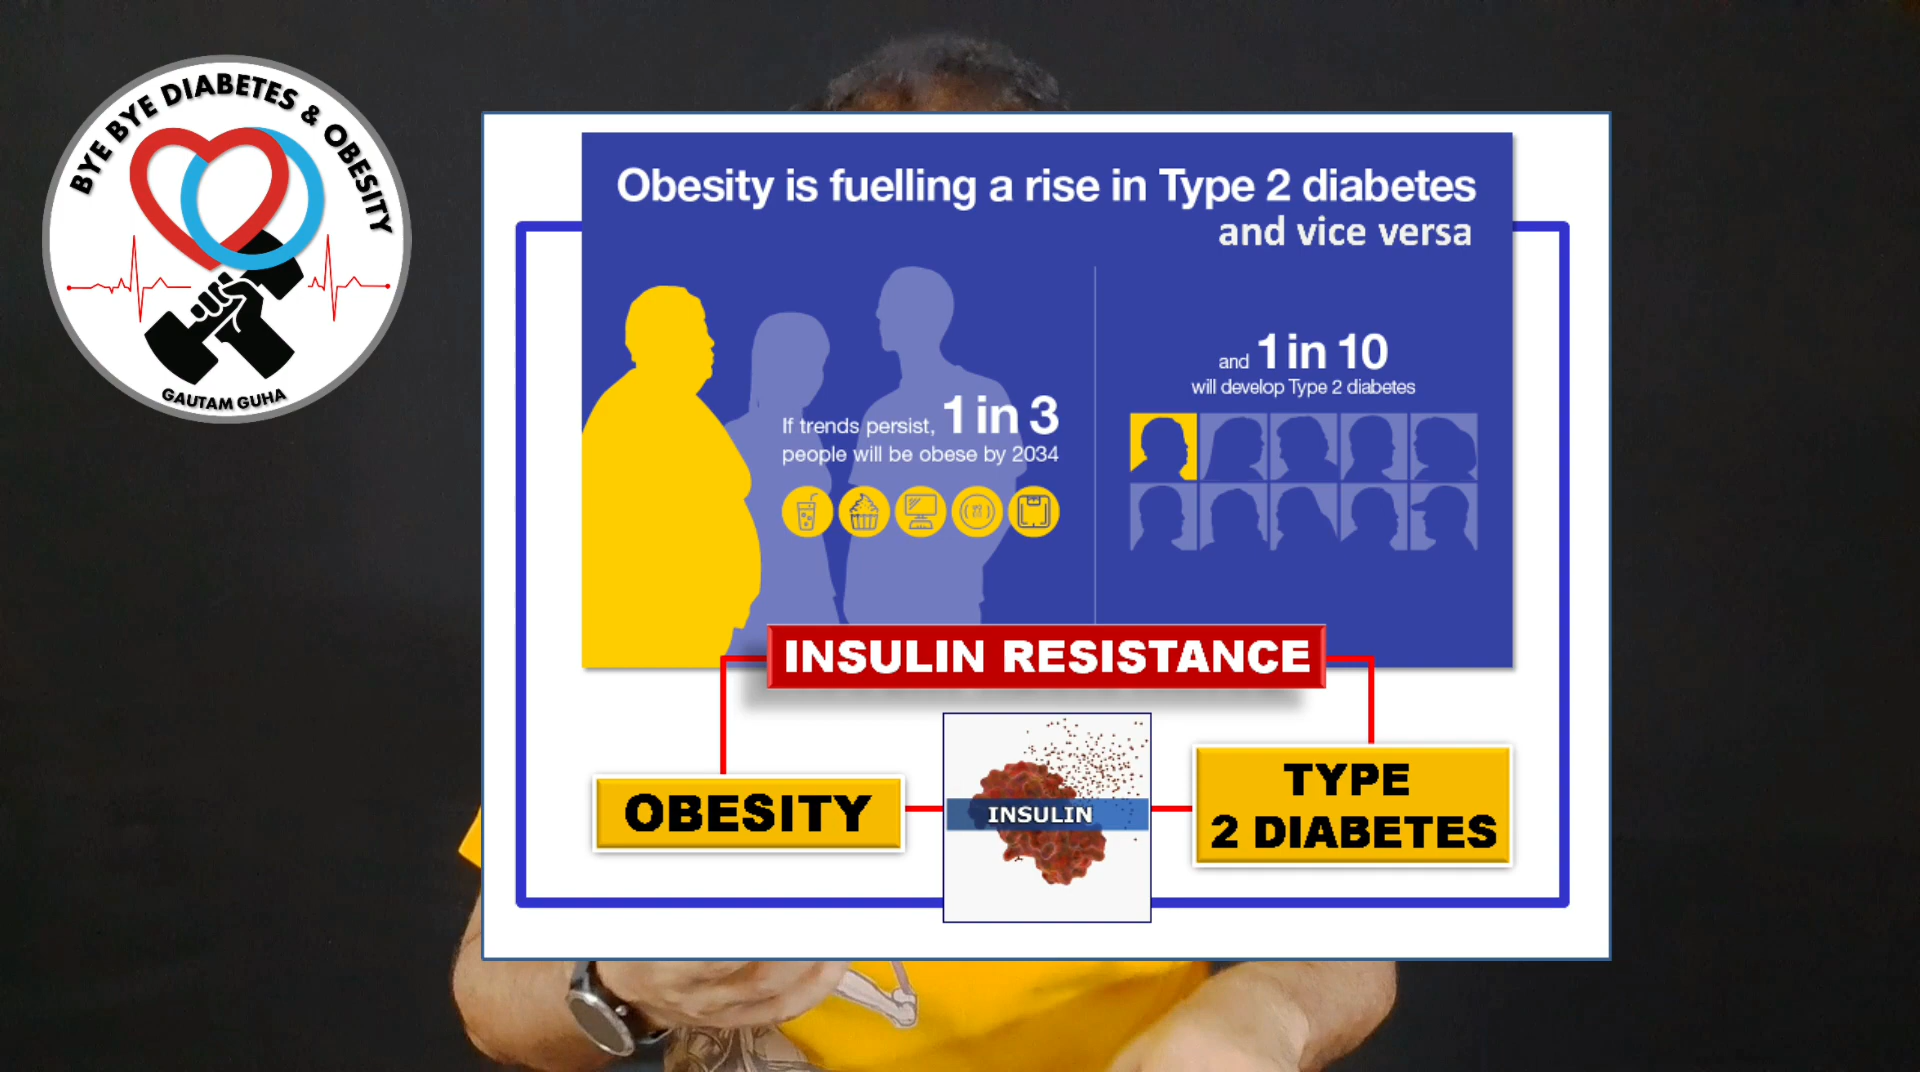 BYE BYE DIABETES & OBESITY
GAUTAM GUHA
Obesity is fuelling a rise in Type 2 diabetes
and vice versa
If trends persist, 1 in 3
people will be obese by 2034
and 1 in 10
will develop Type 2 diabetes
INSULIN RESISTANCE
OBESITY
INSULIN
TYPE
2 DIABETES